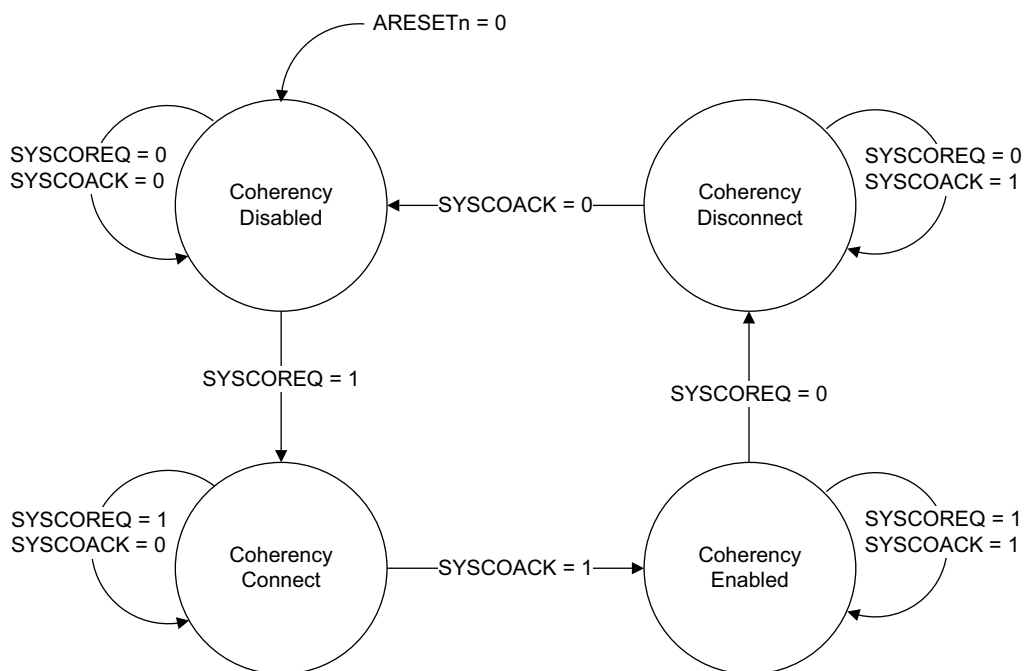 ARESETn = 0
SYSCOREQ = 0
SYSCOACK = 0
Coherency
Disabled
SYSCOACK = 0
Coherency
Disconnect
SYSCOREQ = 0
SYSCOACK = 1
SYSCOREQ = 1
SYSCOREQ = 0
SYSCOREQ = 1
SYSCOACK = 0
Coherency
Connect
SYSCOACK = 1
Coherency
Enabled
SYSCOREQ = 1
SYSCOACK = 1